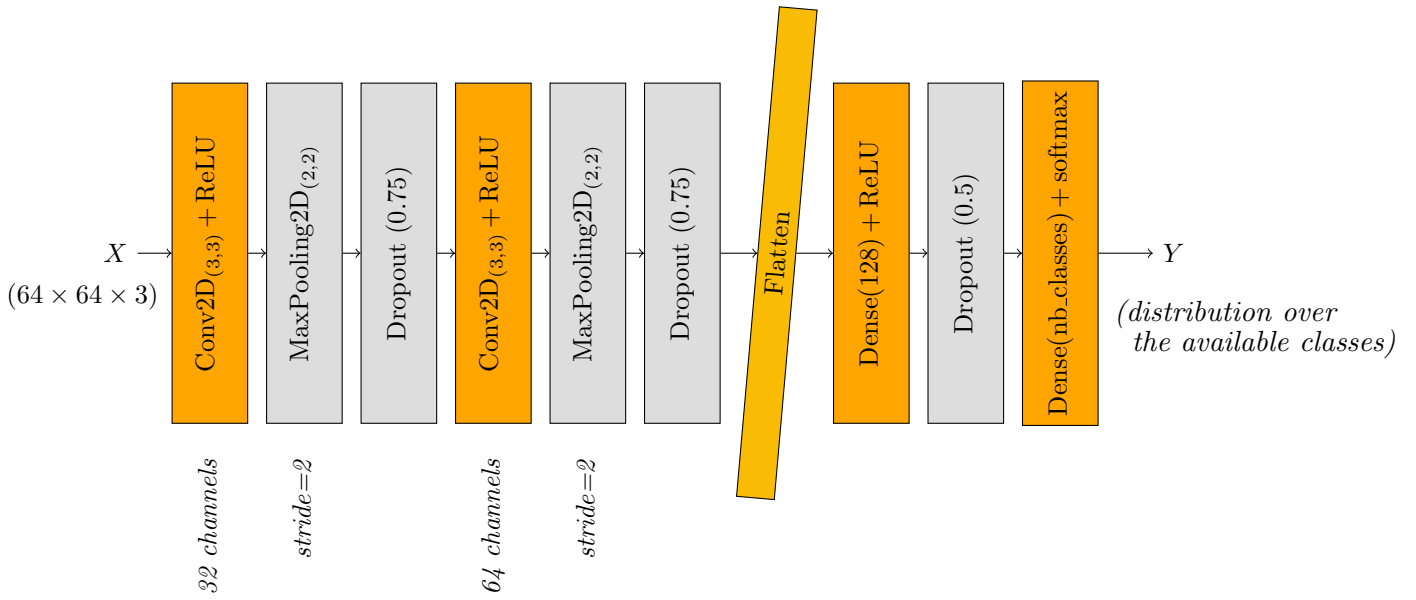 X
(64 × 64 × 3)
Conv2D(3,3) + ReLU
32 channels
MaxPooling2D(2,2)
stride=2
Dropout (0.75)
Conv2D(3,3) + ReLU
64 channels
MaxPooling2D(2,2)
stride=2
Dropout (0.75)
Flatten
Dense(128) + ReLU
Dropout (0.5)
Dense(nb_classes) + softmax
Y
(distribution over
the available classes)